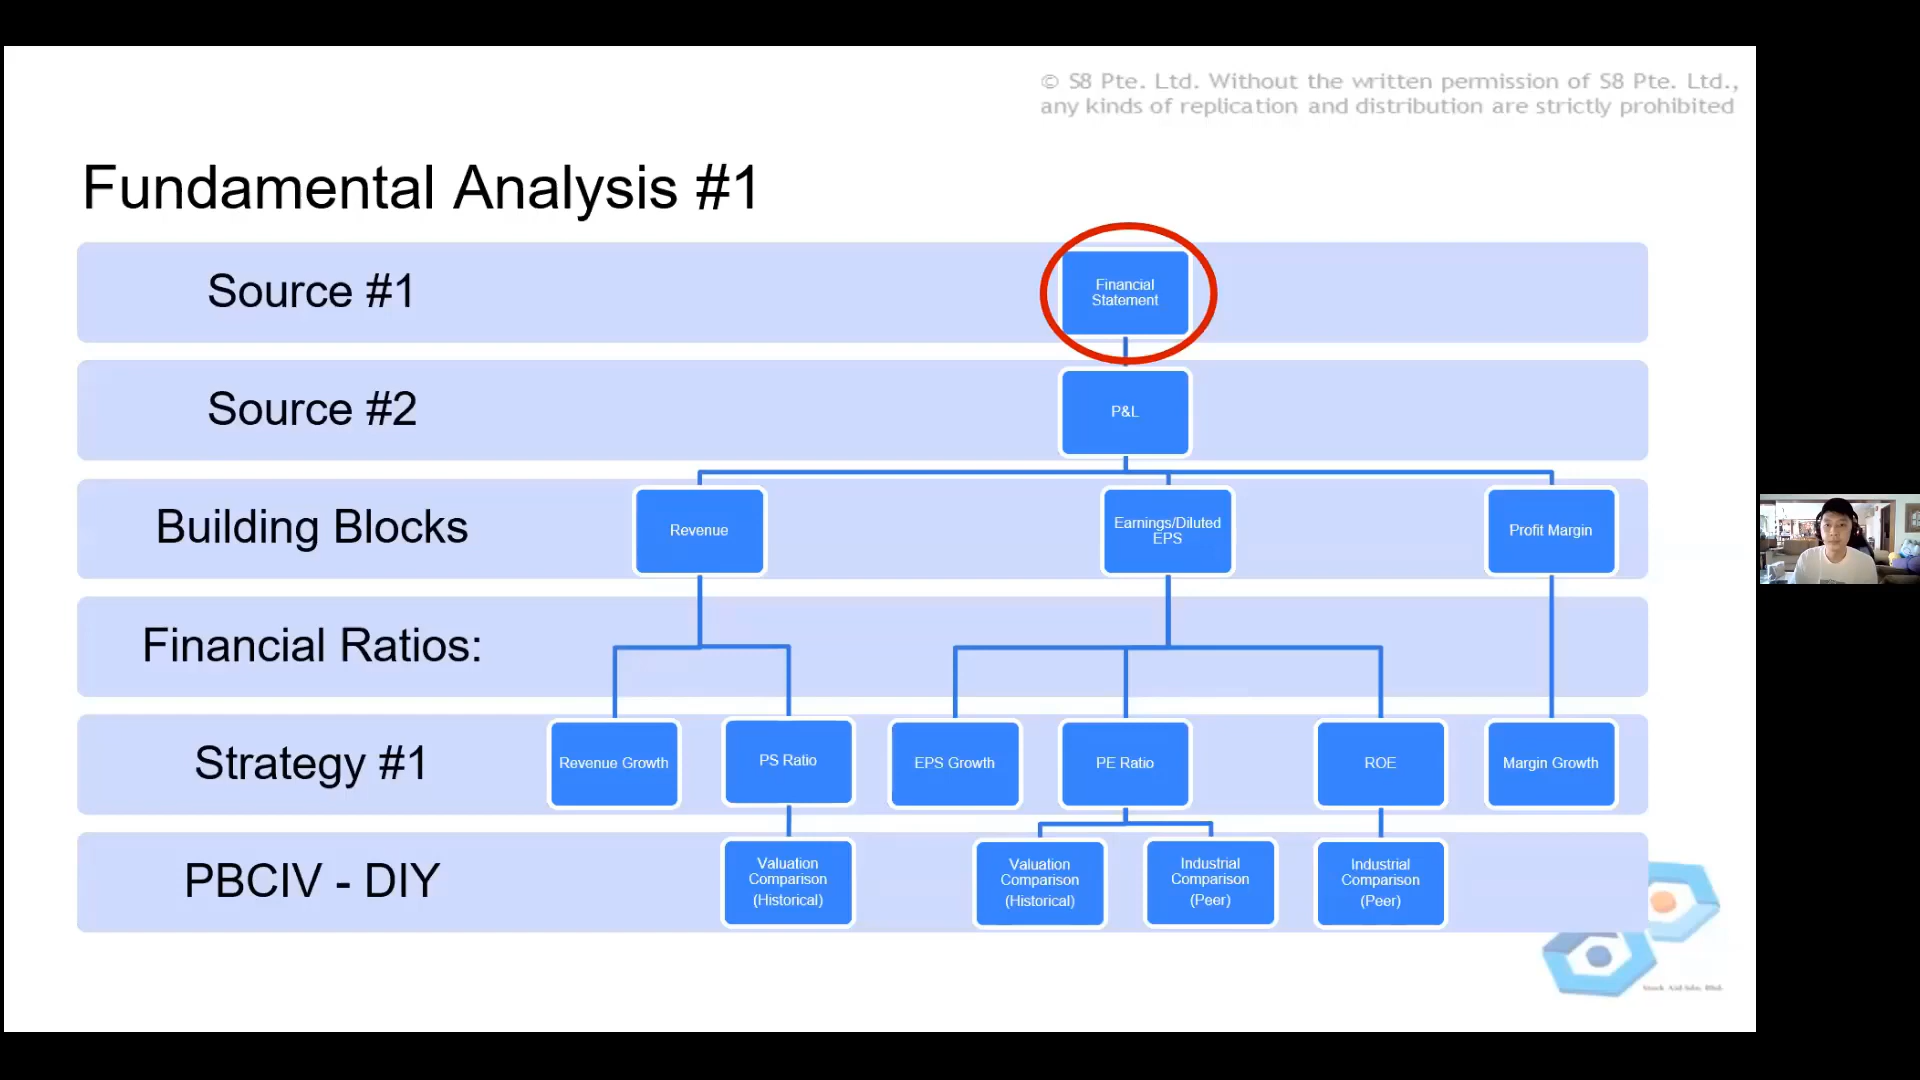 © S8 Pte. Ltd. Without the written permission of S8 Pte. Ltd.,
any kinds of replication and distribution are strictly prohibited
Fundamental Analysis #1
Source #1
Financial
Statement
Source #2
P&L
Building Blocks
Revenue
Earnings/Diluted
EPS
Profit Margin
Financial Ratios:
Strategy #1
Revenue Growth
PS Ratio
EPS Growth
PE Ratio
ROE
Margin Growth
PBCIV - DIY
Valuation
Comparison
(Historical)
Valuation
Comparison
(Historical)
Industrial
Comparison
(Peer)
Industrial
Comparison
(Peer)